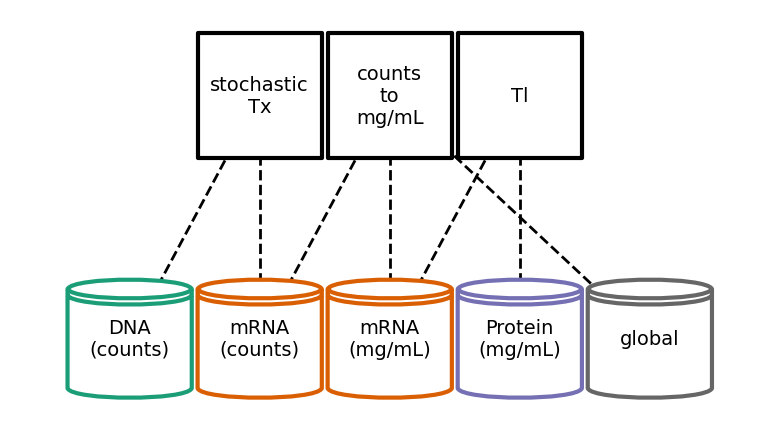 stochastic
Tx
counts
to
mg/mL
Tl
DNA
(counts)
mRNA
(counts)
mRNA
(mg/mL)
Protein
(mg/mL)
global